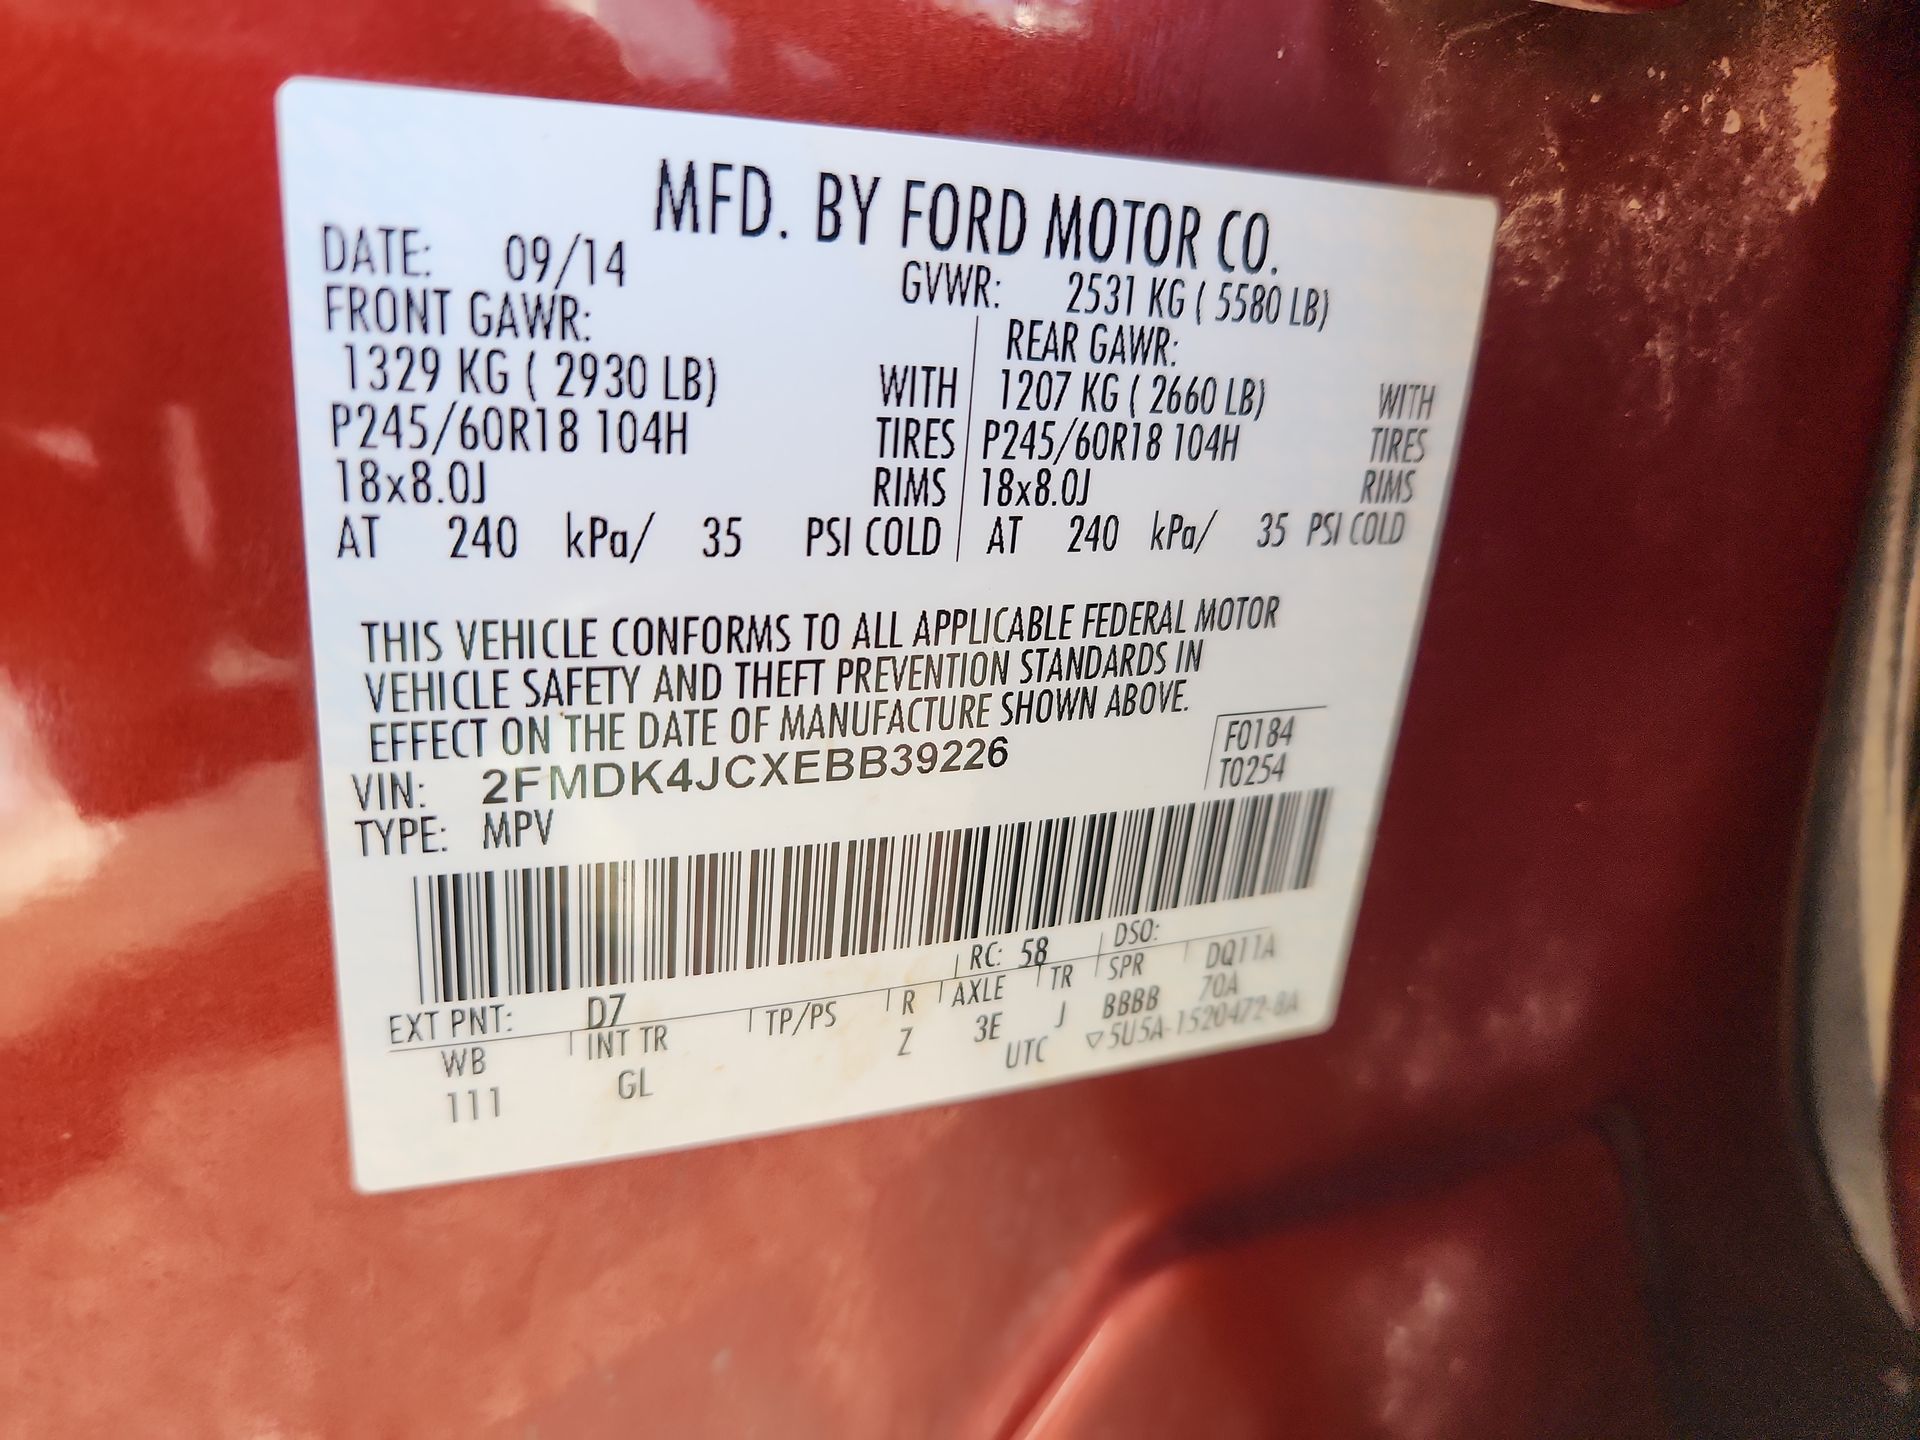 MFD. BY FORD MOTOR CO.
DATE: 09/14 GVWR: 2531 KG ( 5580 LB)
FRONT GAWR: REAR GAWR:
1329 KG ( 2930 LB) WITH 1207 KG ( 2660 LB) WITH
P245/60R18 104H TIRES P245/60R18 104H TIRES
18x8.0J RIMS 18x8.0J RIMS
AT 240 kPa/ 35 PSI COLD AT 240 kPa/ 35 PSI COLD
THIS VEHICLE CONFORMS TO ALL APPLICABLE FEDERAL MOTOR
VEHICLE SAFETY AND THEFT PREVENTION STANDARDS IN
EFFECT ON THE DATE OF MANUFACTURE SHOWN ABOVE.
VIN: 2FMDK4JCXEBB39226 F0184
TYPE: MPV T0254
EXT PNT: D7 RC: 58 DSO:
WB INT TR TP/PS R AXLE TR SPR DQ11A
111 GL Z 3E J BBBB 70A
UTC ▽5U5A-1520472-8A